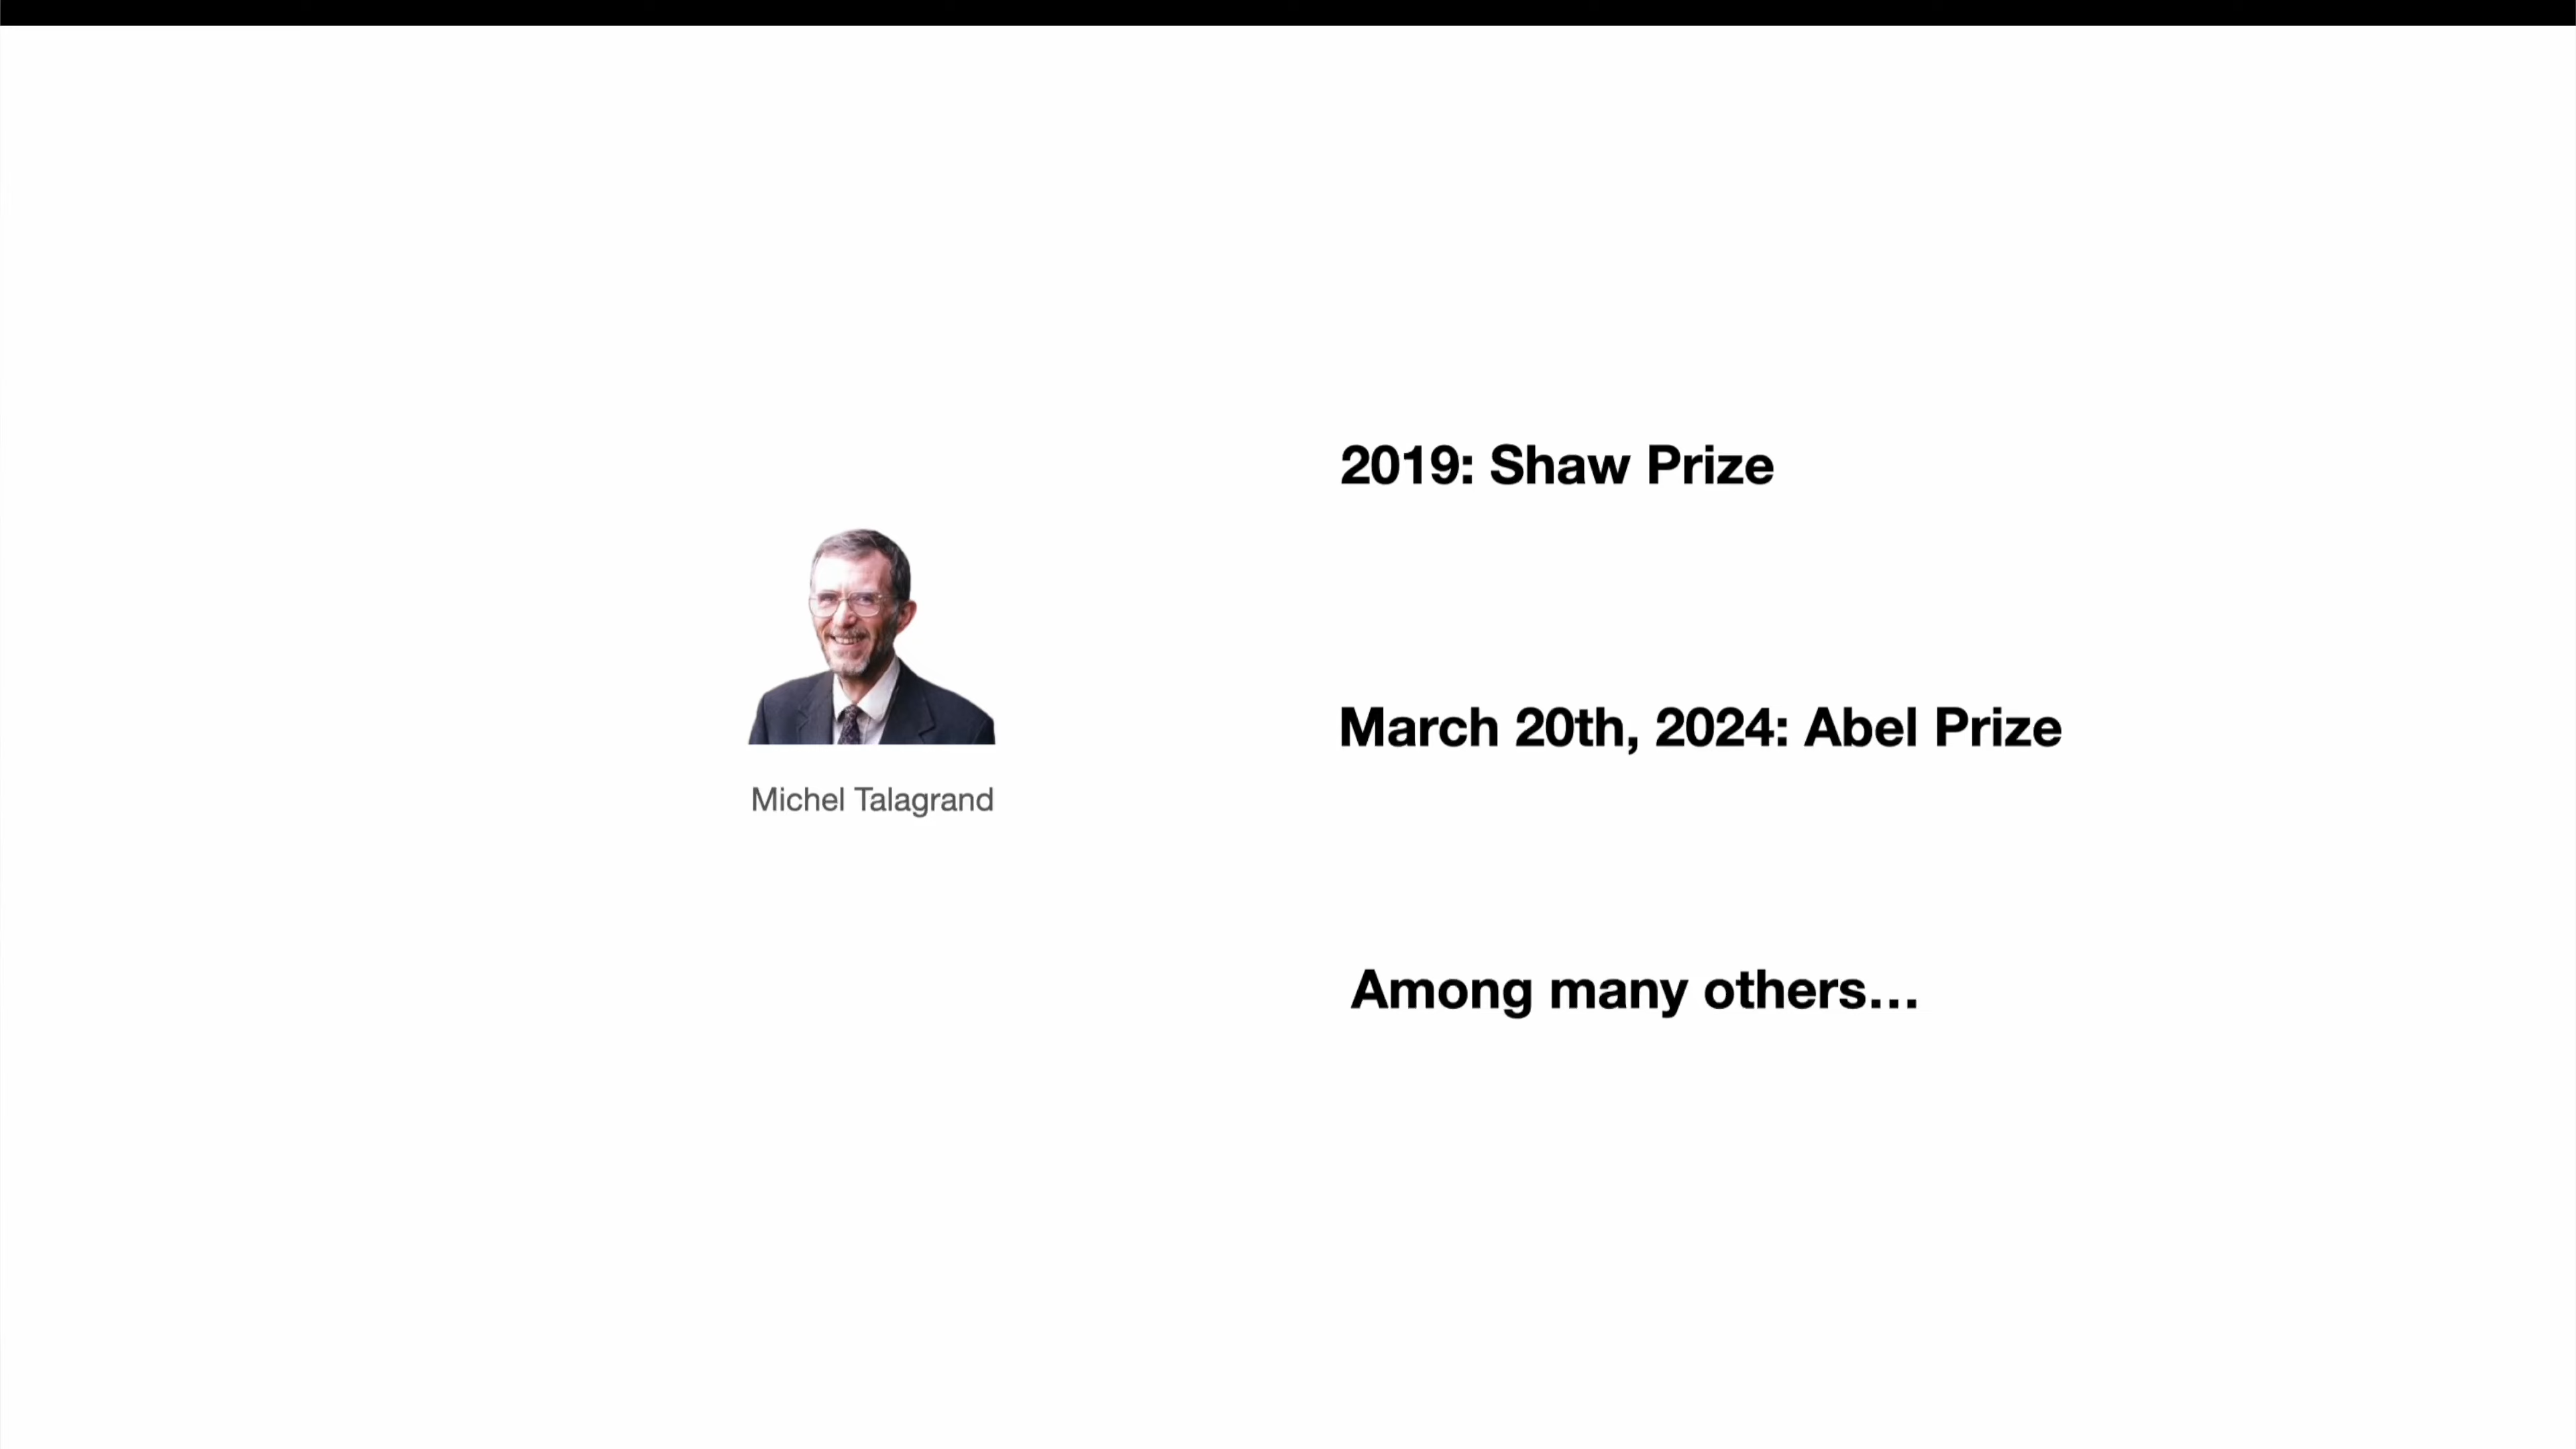 2019: Shaw Prize
March 20th, 2024: Abel Prize
Michel Talagrand
Among many others…